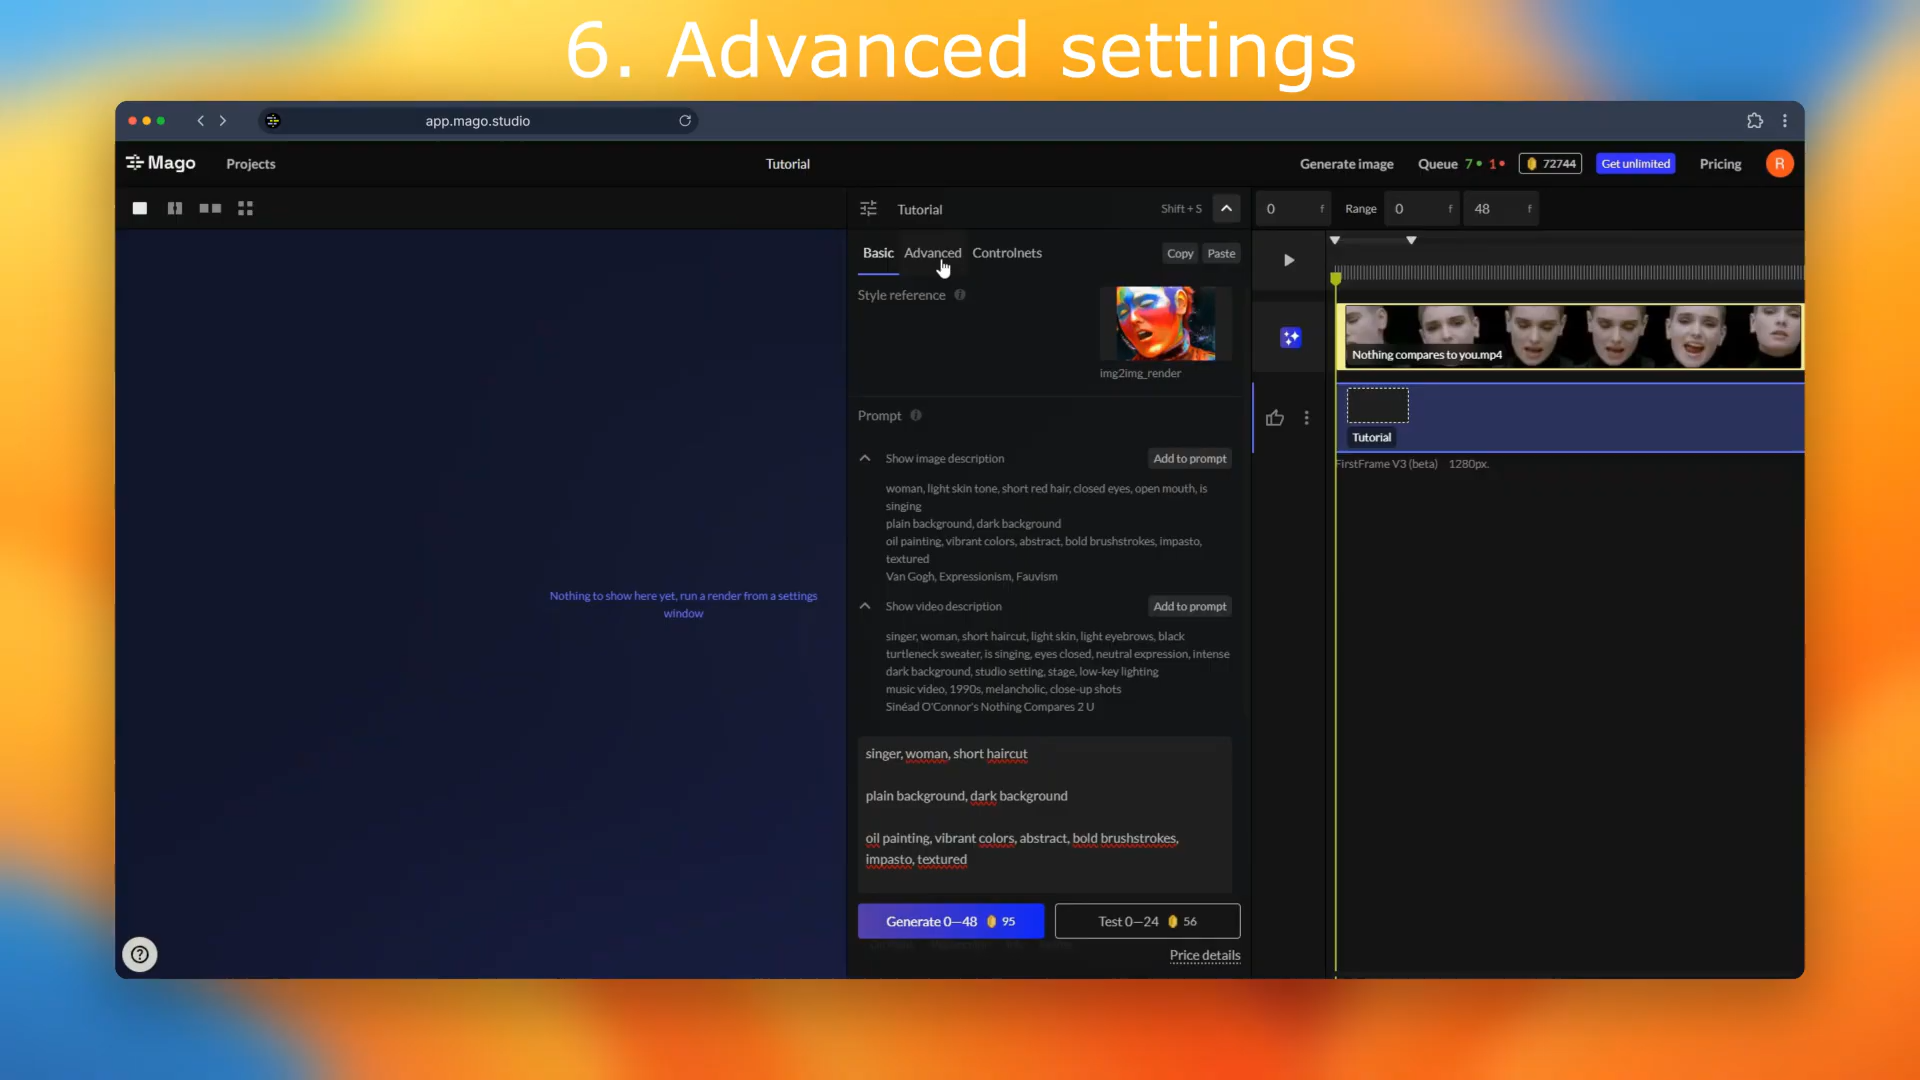 6. Advanced settings
app.mago.studio
Mago
Projects
Tutorial
Generate image
Queue 7 1
72744
Get unlimited
Pricing
R
Tutorial
Shift + S
0 f
Range
0 f
48 f
Basic
Advanced
Controlnets
Copy
Paste
Style reference
img2img_render
Prompt
Show image description
Add to prompt
woman, light skin tone, short red hair, closed eyes, open mouth, is
singing
plain background, dark background
oil painting, vibrant colors, abstract, bold brushstrokes, impasto,
textured
Van Gogh, Expressionism, Fauvism
Show video description
Add to prompt
singer, woman, short haircut, light skin, light eyebrows, black
turtleneck sweater, is singing, eyes closed, neutral expression, intense
dark background, studio setting, stage, low-key lighting
music video, 1990s, melancholic, close-up shots
Sinéad O'Connor's Nothing Compares 2 U
singer, woman, short haircut
plain background, dark background
oil painting, vibrant colors, abstract, bold brushstrokes,
impasto, textured
Generate 0—48 95
Test 0—24 56
Price details
Nothing to show here yet, run a render from a settings
window
Nothing compares to you.mp4
Tutorial
FirstFrame V3 (beta) 1280px.